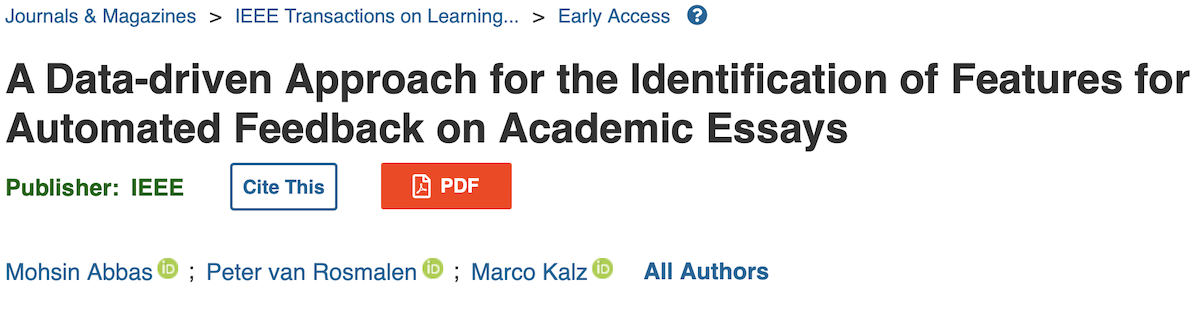 Journals & Magazines > IEEE Transactions on Learning... > Early Access ?
A Data-driven Approach for the Identification of Features for
Automated Feedback on Academic Essays
Publisher: IEEE Cite This PDF
Mohsin Abbas iD ; Peter van Rosmalen iD ; Marco Kalz iD All Authors